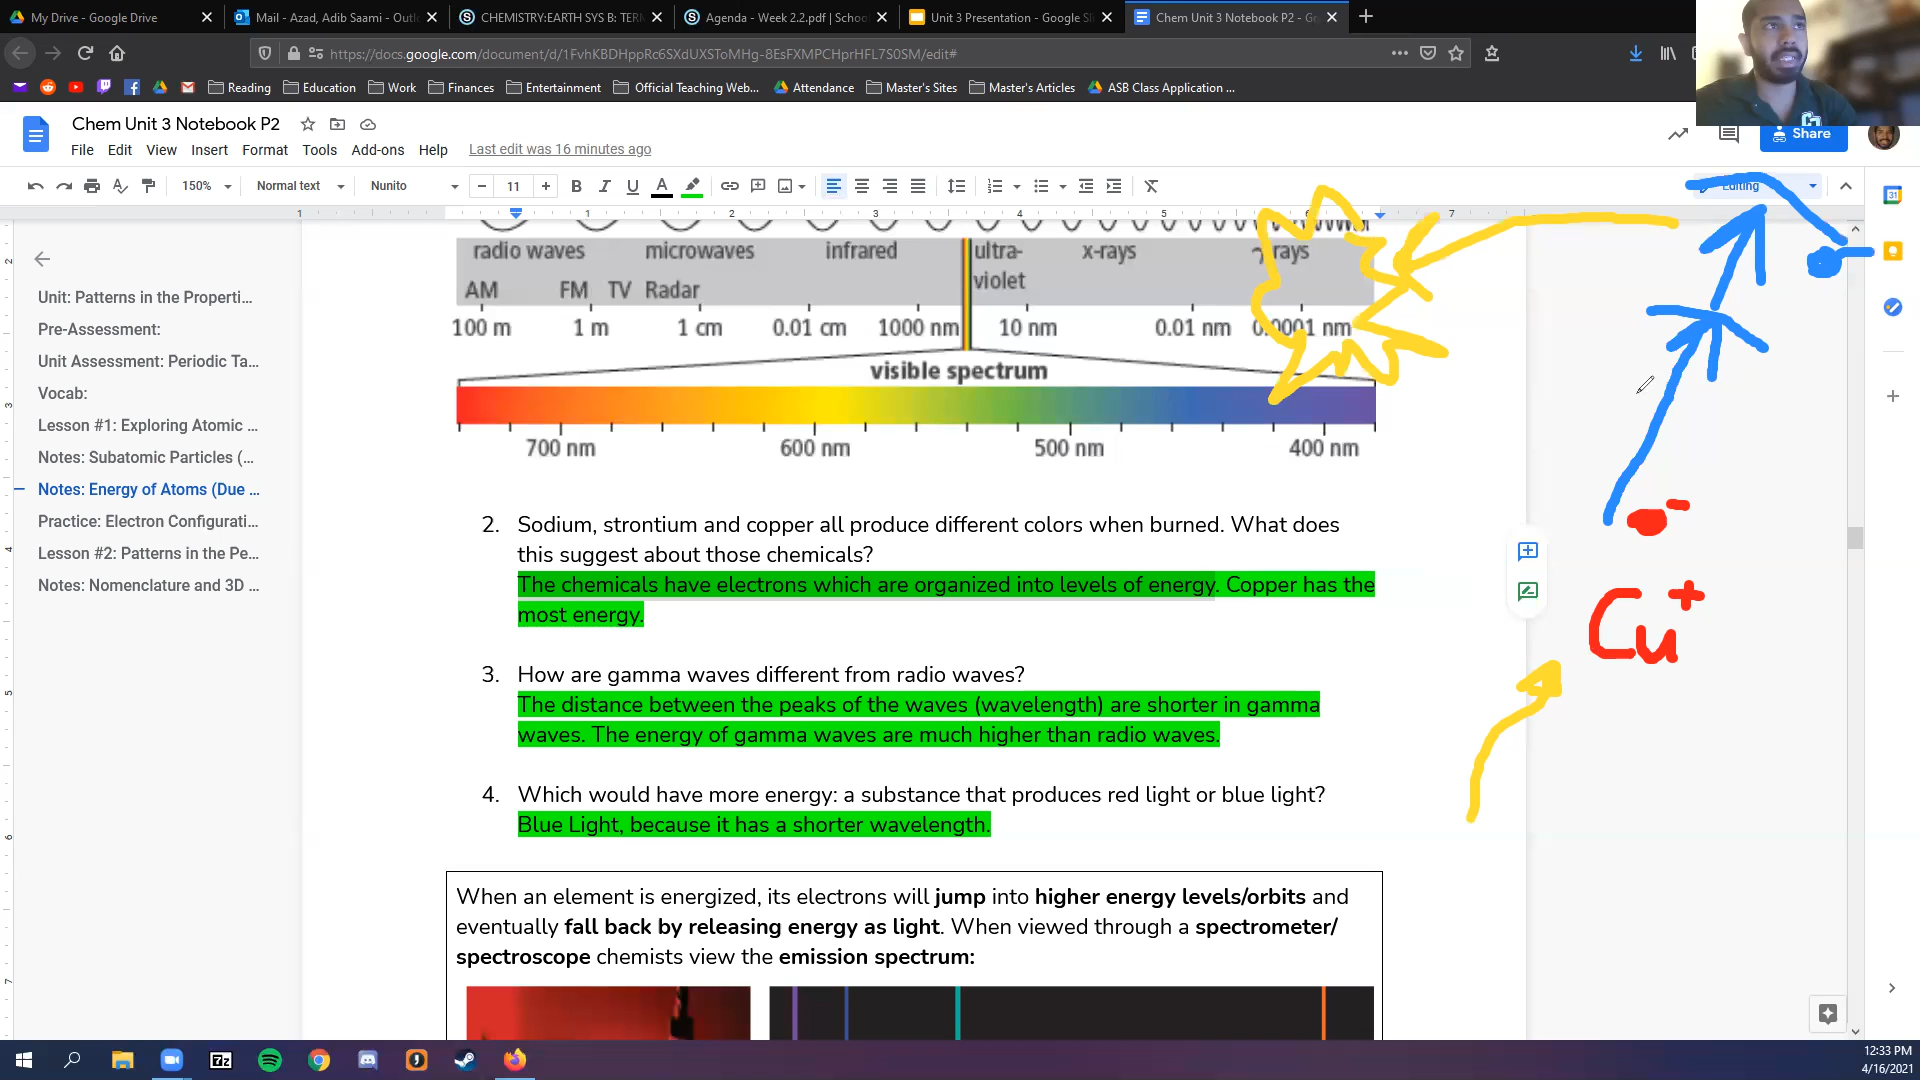 My Drive - Google Drive
Mail - Azad, Adib Saami - Outl
CHEMISTRY:EARTH SYS B: TERM
Agenda - Week 2.2.pdf | School
Unit 3 Presentation - Google Sl
Chem Unit 3 Notebook P2 - Go
https://docs.google.com/document/d/1FvhKBDHppRc6SXdUXSToMHg-8EsFXMPCHprHFL7S0SM/edit#
Reading
Education
Work
Finances
Entertainment
Official Teaching Web...
Attendance
Master's Sites
Master's Articles
ASB Class Application ...
Chem Unit 3 Notebook P2
File Edit View Insert Format Tools Add-ons Help Last edit was 16 minutes ago
Share
150% Normal text Nunito 11 Editing
1 1 2 3 4 5 6 7
Unit: Patterns in the Properti...
Pre-Assessment:
Unit Assessment: Periodic Ta...
Vocab:
Lesson #1: Exploring Atomic ...
Notes: Subatomic Particles (...
Notes: Energy of Atoms (Due ...
Practice: Electron Configurati...
Lesson #2: Patterns in the Pe...
Notes: Nomenclature and 3D ...
radio waves microwaves infrared ultra-violet x-rays γ rays
AM FM TV Radar
100 m 1 m 1 cm 0.01 cm 1000 nm 10 nm 0.01 nm 0.0001 nm
visible spectrum
700 nm 600 nm 500 nm 400 nm
2. Sodium, strontium and copper all produce different colors when burned. What does
this suggest about those chemicals?
The chemicals have electrons which are organized into levels of energy. Copper has the
most energy.
3. How are gamma waves different from radio waves?
The distance between the peaks of the waves (wavelength) are shorter in gamma
waves. The energy of gamma waves are much higher than radio waves.
4. Which would have more energy: a substance that produces red light or blue light?
Blue Light, because it has a shorter wavelength.
When an element is energized, its electrons will jump into higher energy levels/orbits and
eventually fall back by releasing energy as light. When viewed through a spectrometer/
spectroscope chemists view the emission spectrum:
Cu+
12:33 PM
4/16/2021